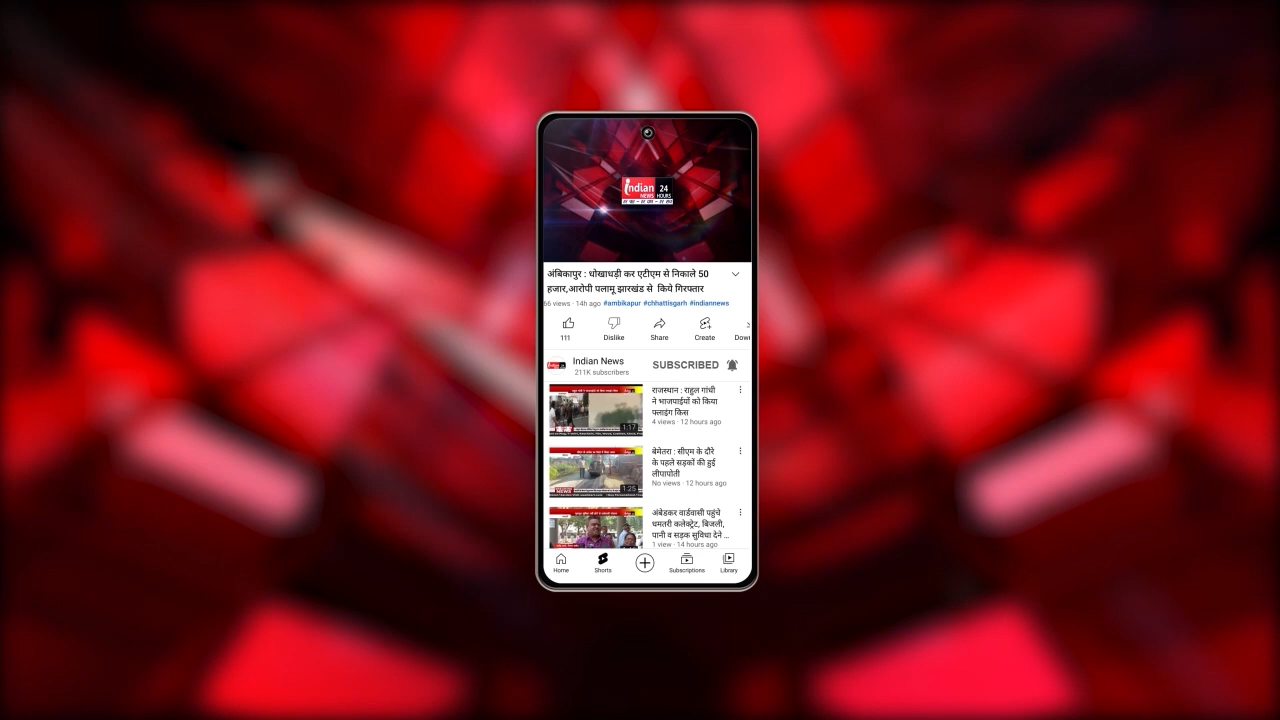 indian
NEWS
24
HOURS
अंबिकापुर : धोखाधड़ी कर एटीएम से निकाले 50
हजार,आरोपी पलामू झारखंड से किये गिरफ्तार
66 views · 14h ago #ambikapur #chhattisgarh #indiannews
111 Dislike Share Create
Indian News
211K subscribers
SUBSCRIBED
राजस्थान : राहुल गांधी
ने भाजपाईयों को किया
फ्लाइंग किस
4 views · 12 hours ago
1:17
बेमेतरा : सीएम के दौरे
के पहले सड़कों की हुई
लीपापोती
No views · 12 hours ago
1:25
अंबेडकर वार्डवासी पहुंचे
धमतरी कलेक्ट्रेट, बिजली,
पानी व सड़क सुविधा देने ...
1 view · 14 hours ago
Home Shorts Subscriptions Library